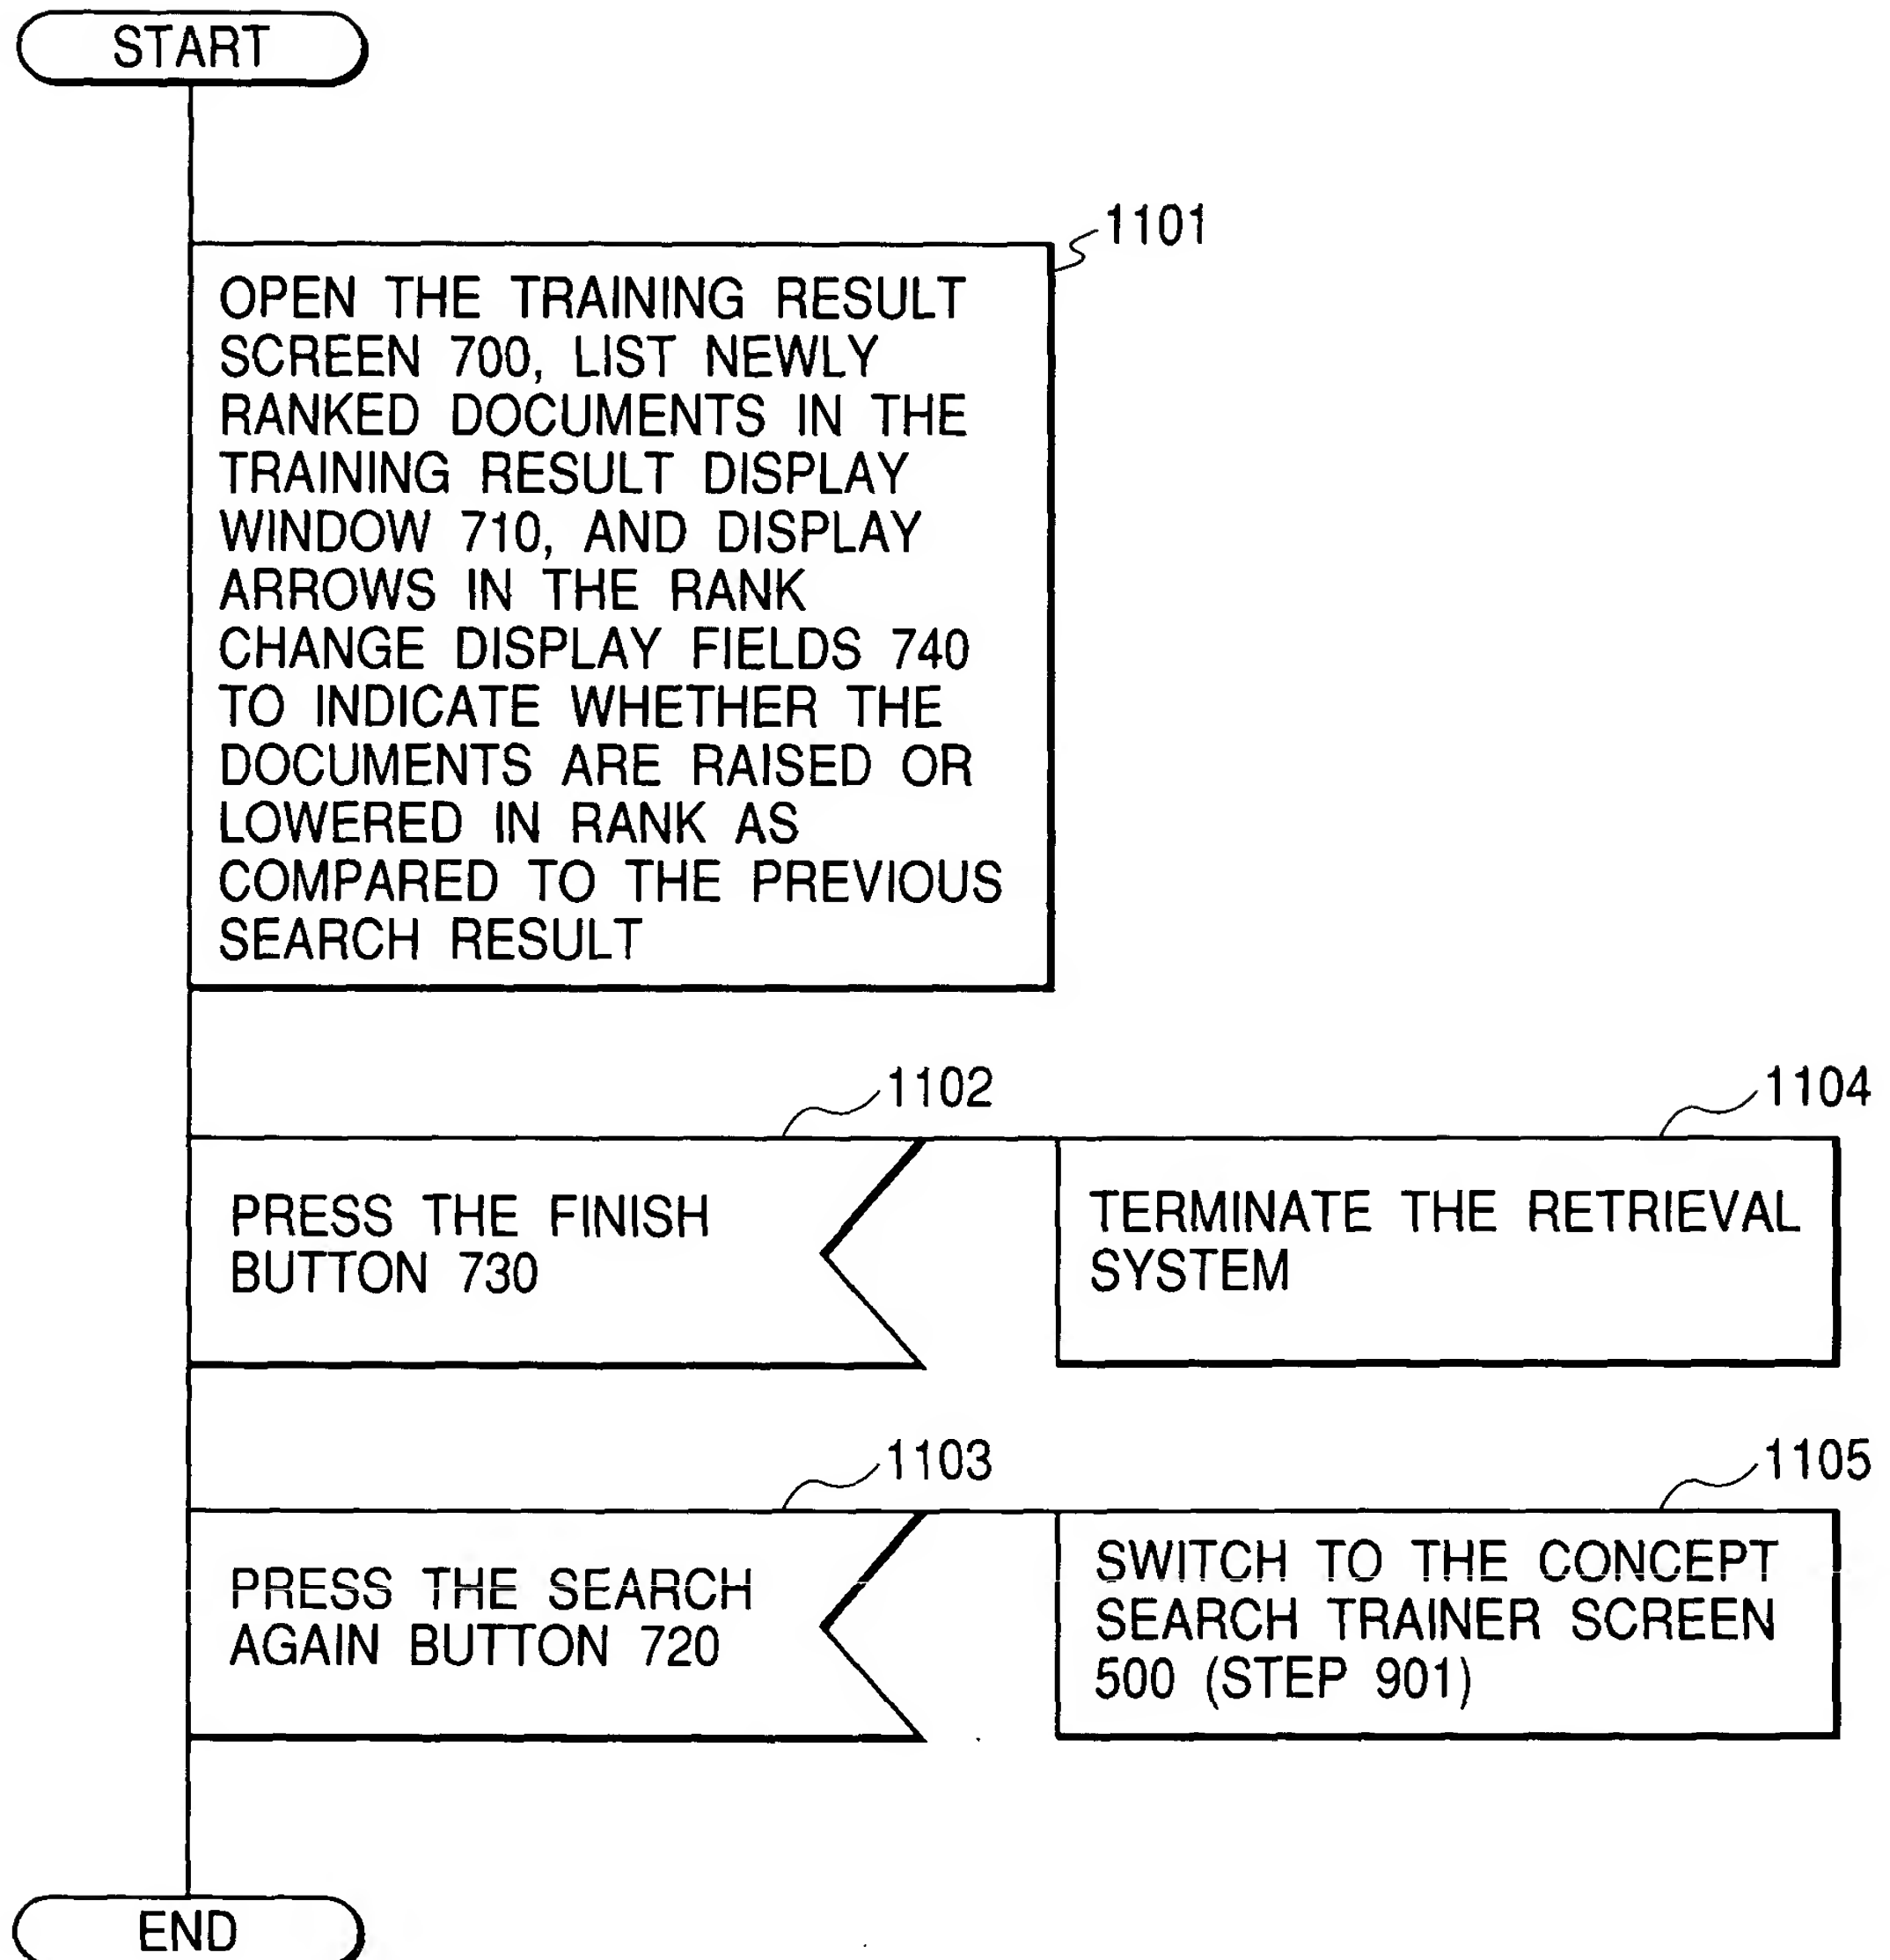 START
1101
OPEN THE TRAINING RESULT
SCREEN 700, LIST NEWLY
RANKED DOCUMENTS IN THE
TRAINING RESULT DISPLAY
WINDOW 710, AND DISPLAY
ARROWS IN THE RANK
CHANGE DISPLAY FIELDS 740
TO INDICATE WHETHER THE
DOCUMENTS ARE RAISED OR
LOWERED IN RANK AS
COMPARED TO THE PREVIOUS
SEARCH RESULT
1102
PRESS THE FINISH
BUTTON 730
1104
TERMINATE THE RETRIEVAL
SYSTEM
1103
PRESS THE SEARCH
AGAIN BUTTON 720
1105
SWITCH TO THE CONCEPT
SEARCH TRAINER SCREEN
500 (STEP 901)
END